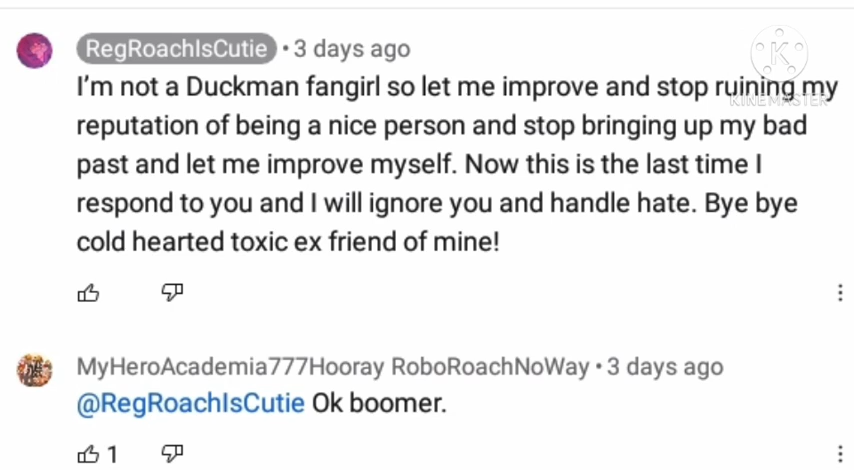 RegRoachIsCutie • 3 days ago
I'm not a Duckman fangirl so let me improve and stop ruining my
reputation of being a nice person and stop bringing up my bad
past and let me improve myself. Now this is the last time I
respond to you and I will ignore you and handle hate. Bye bye
cold hearted toxic ex friend of mine!
K
KINEMASTER
MyHeroAcademia777Hooray RoboRoachNoWay • 3 days ago
@RegRoachIsCutie Ok boomer.
1